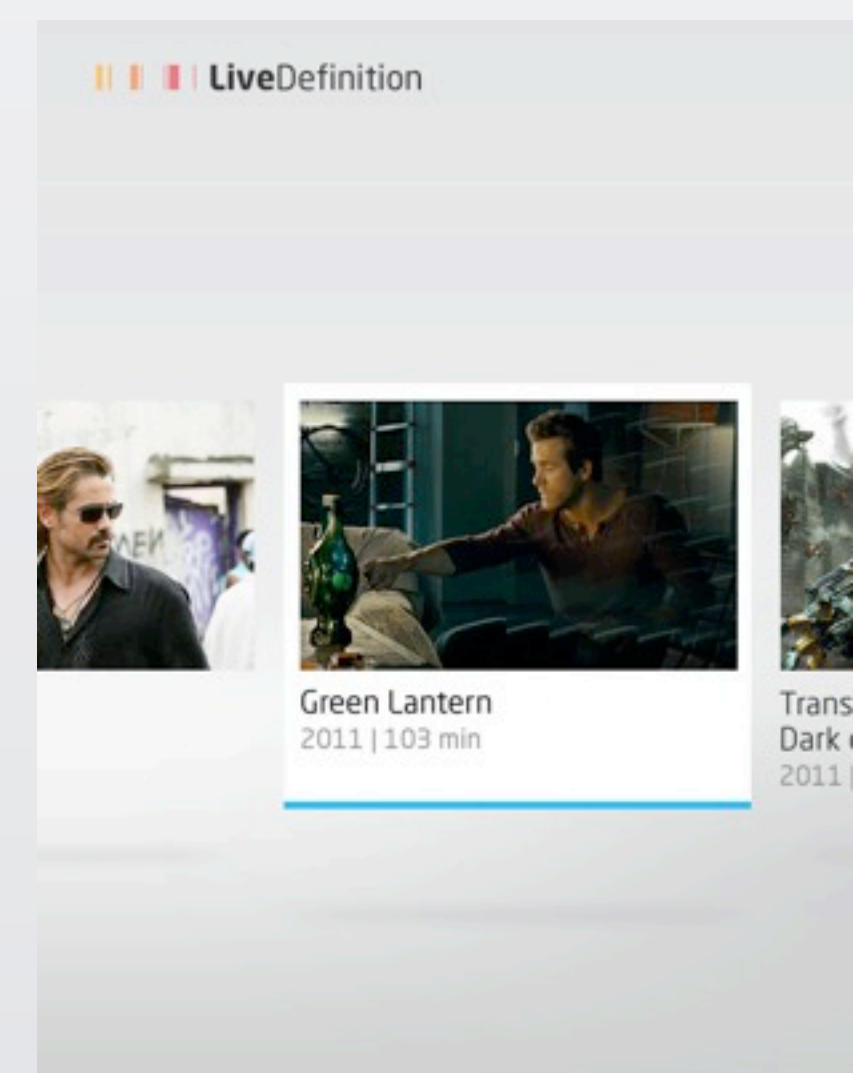 LiveDefinition
Green Lantern
2011 | 103 min
Trans
Dark
2011 |